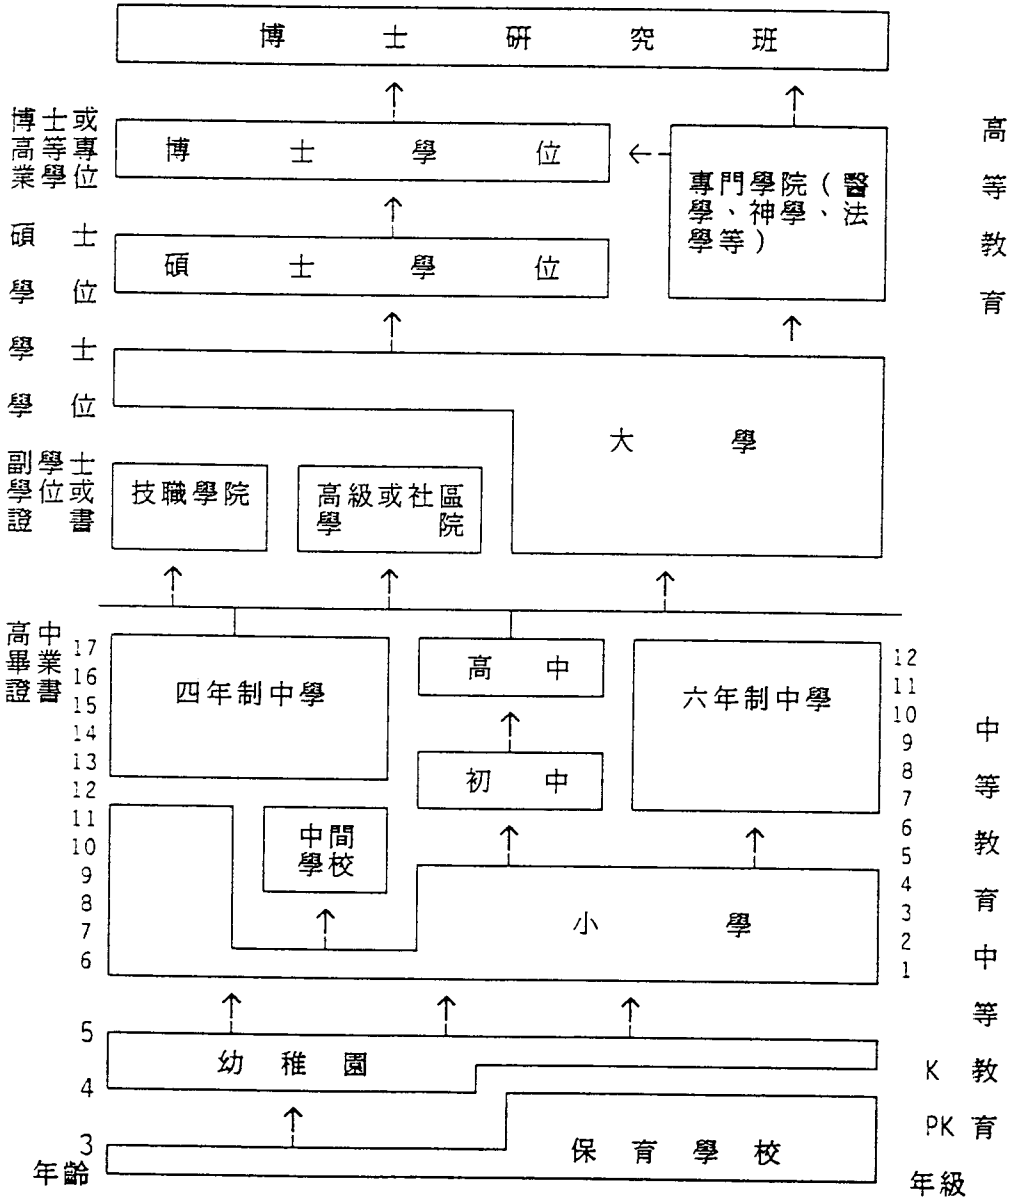 博士研究班
博士或
高等專
業學位
博士學位
專門學院（醫
學、神學、法
學等）
碩士
學位
碩士學位
學士
學位
大學
副學士
學位或
證書
技職學院
高級或社區
學院
高中
畢業
證書
17
16
15
14
13
12
11
10
9
8
7
6
5
4
3
年齡
四年制中學
高中
初中
六年制中學
中間
學校
小學
幼稚園
保育學校
12
11
10
9
8
7
6
5
4
3
2
1
K
PK
年級
高等教育
中等教育中等教育